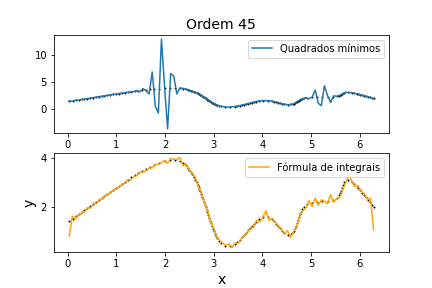 Ordem 45
10
5
0
Quadrados mínimos
0 1 2 3 4 5 6
4
2
y
Fórmula de integrais
0 1 2 3 4 5 6
x